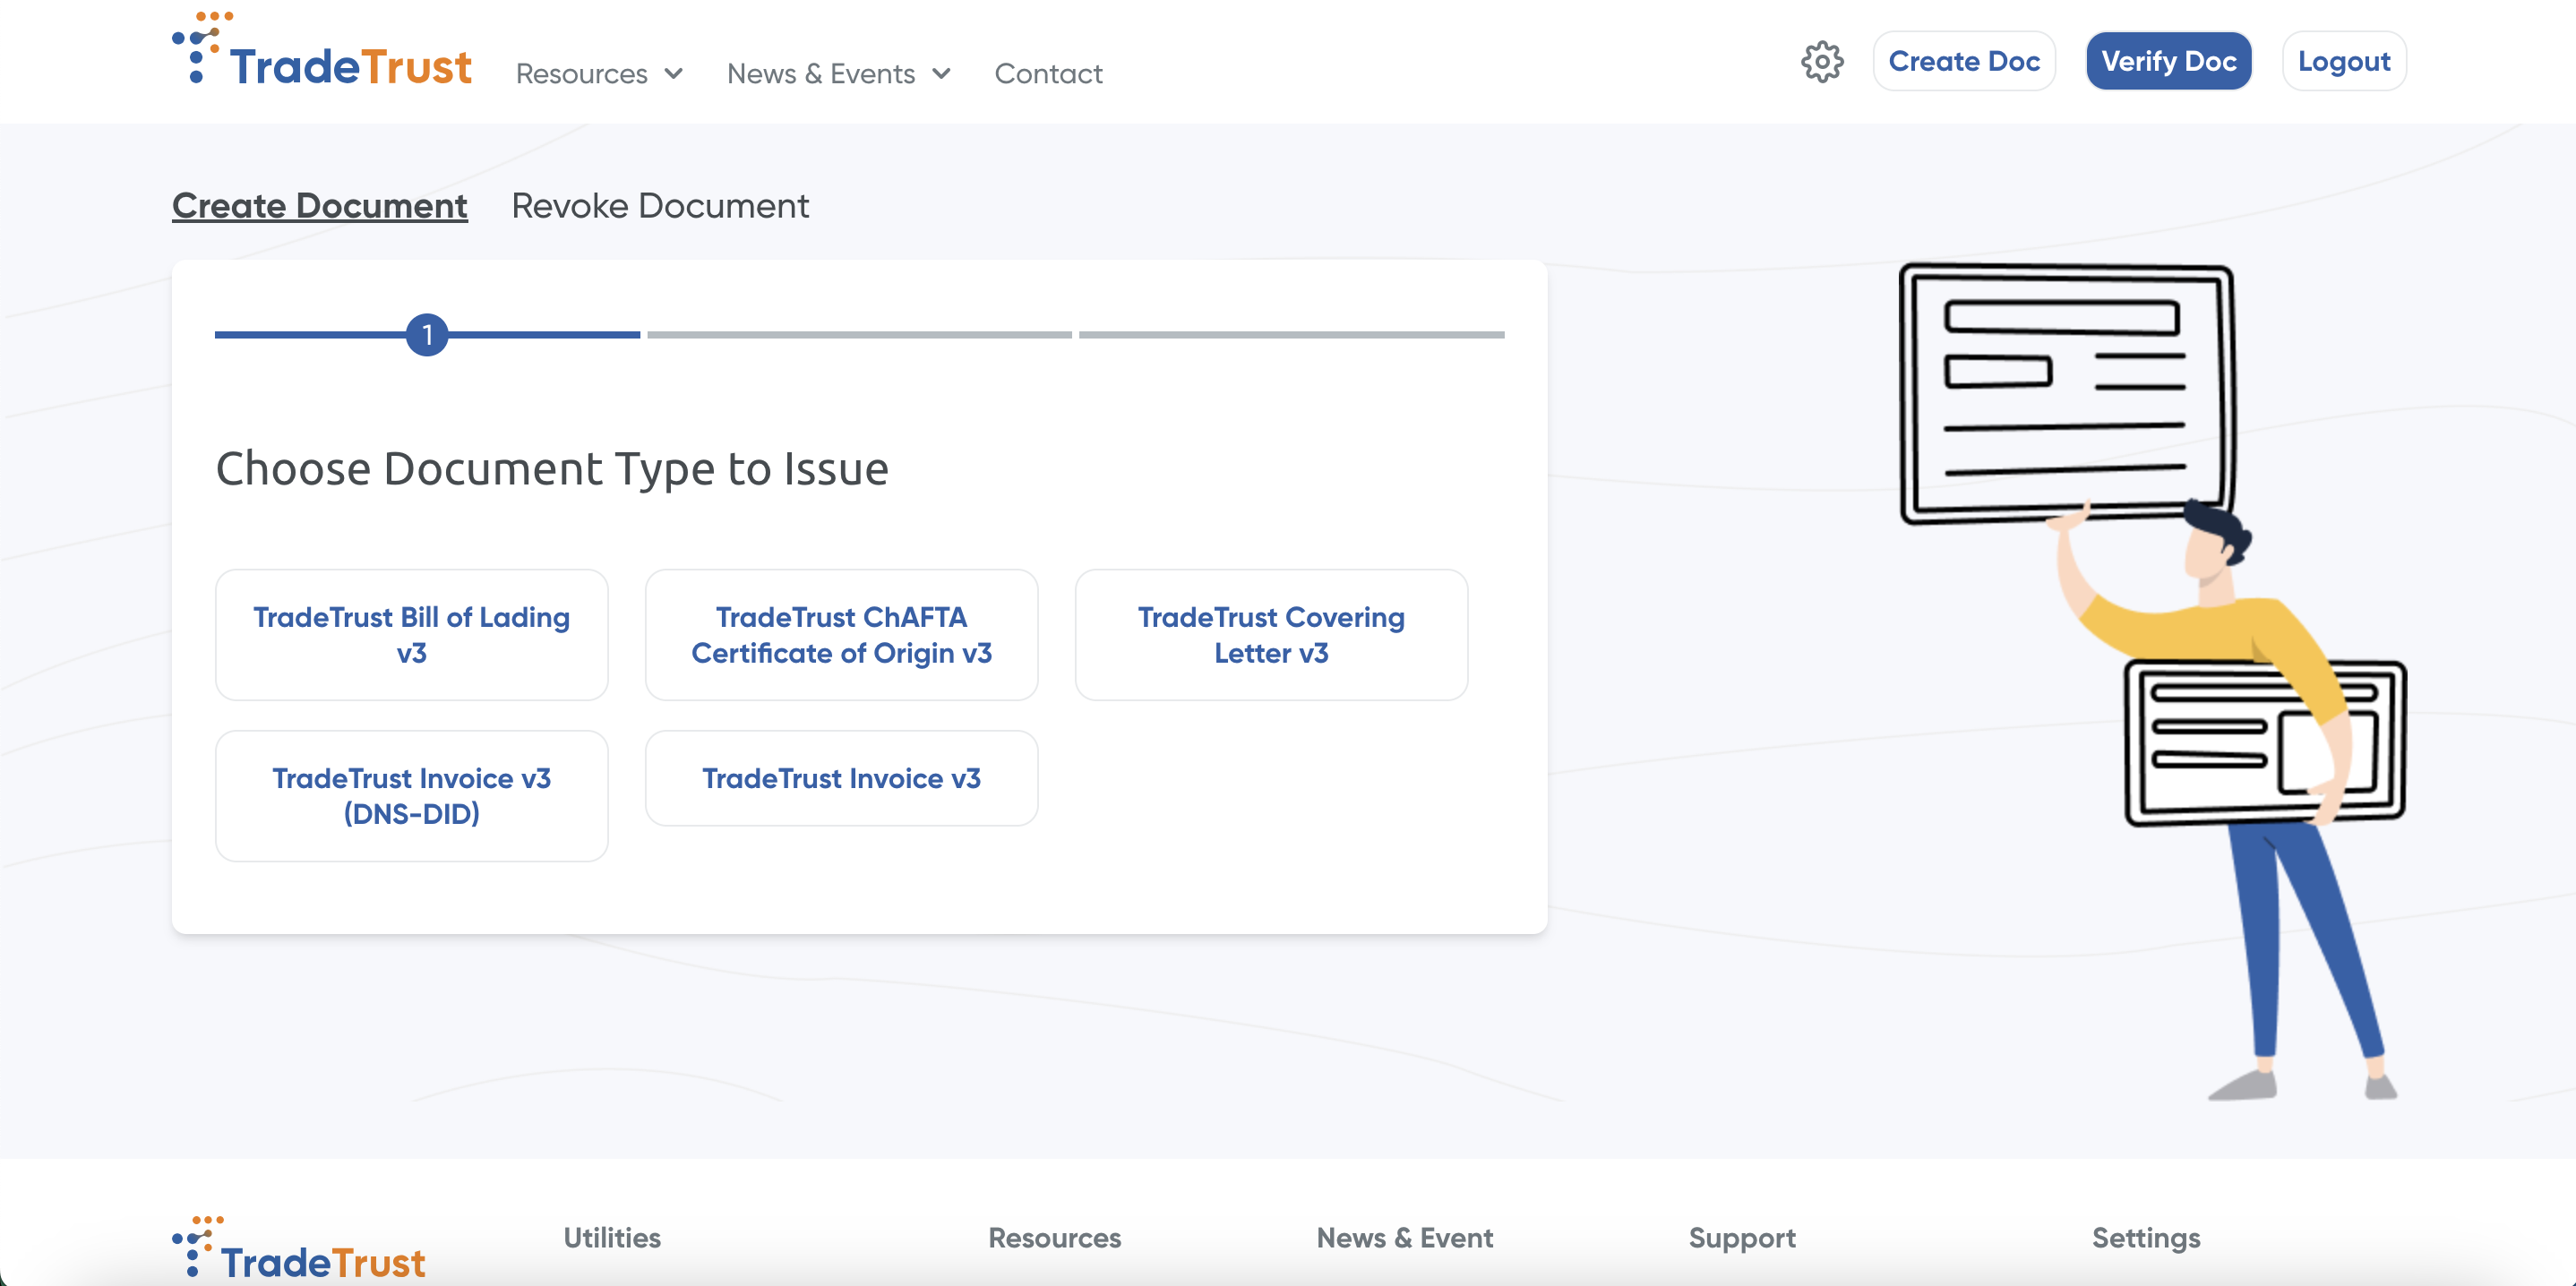 TradeTrust
Resources
News & Events
Contact
Create Doc
Verify Doc
Logout
Create Document
Revoke Document
1
Choose Document Type to Issue
TradeTrust Bill of Lading
v3
TradeTrust ChAFTA
Certificate of Origin v3
TradeTrust Covering
Letter v3
TradeTrust Invoice v3
(DNS-DID)
TradeTrust Invoice v3
TradeTrust
Utilities
Resources
News & Event
Support
Settings